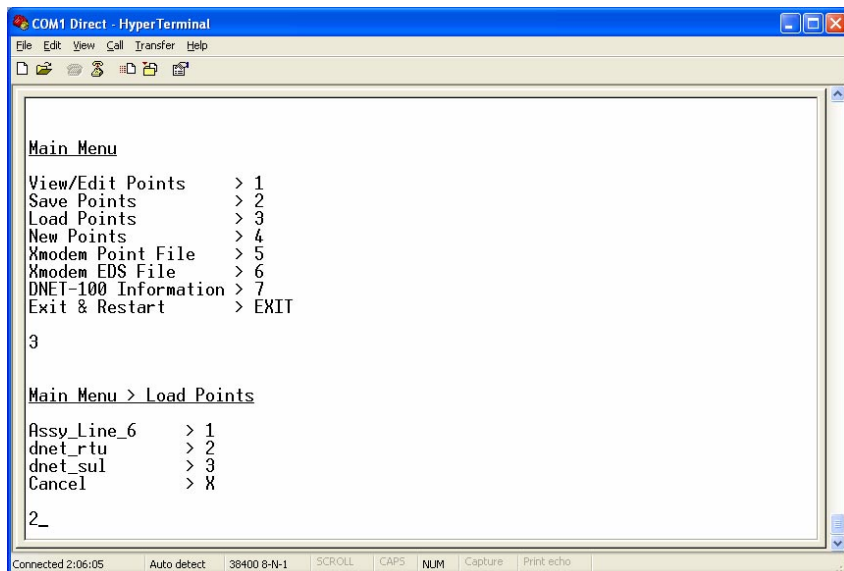 COM1 Direct - HyperTerminal
File Edit View Call Transfer Help
Main Menu
View/Edit Points > 1
Save Points > 2
Load Points > 3
New Points > 4
Xmodem Point File > 5
Xmodem EDS File > 6
DNET-100 Information > 7
Exit & Restart > EXIT
3
Main Menu > Load Points
Assy_Line_6 > 1
dnet_rtu > 2
dnet_sul > 3
Cancel > X
2_
Connected 2:06:05 Auto detect 38400 8-N-1 SCROLL CAPS NUM Capture Print echo